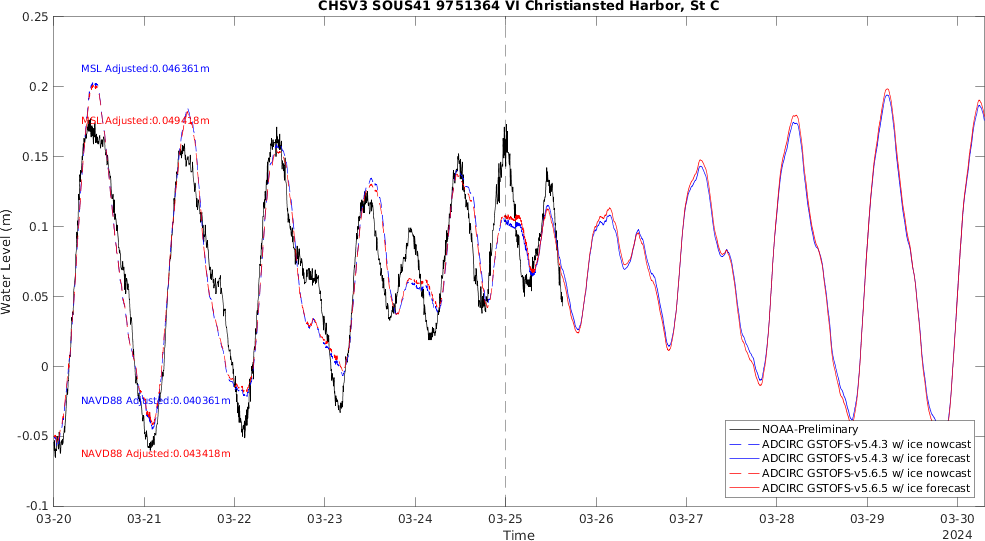 CHSV3 SOUS41 9751364 VI Christiansted Harbor, St C
0.25
0.2
0.15
0.1
0.05
0
-0.05
-0.1
Water Level (m)
MSL Adjusted:0.046361m
MSL Adjusted:0.049418m
NAVD88 Adjusted:0.040361m
NAVD88 Adjusted:0.043418m
NOAA-Preliminary
ADCIRC GSTOFS-v5.4.3 w/ ice nowcast
ADCIRC GSTOFS-v5.4.3 w/ ice forecast
ADCIRC GSTOFS-v5.6.5 w/ ice nowcast
ADCIRC GSTOFS-v5.6.5 w/ ice forecast
03-20 03-21 03-22 03-23 03-24 03-25 03-26 03-27 03-28 03-29 03-30
Time
2024